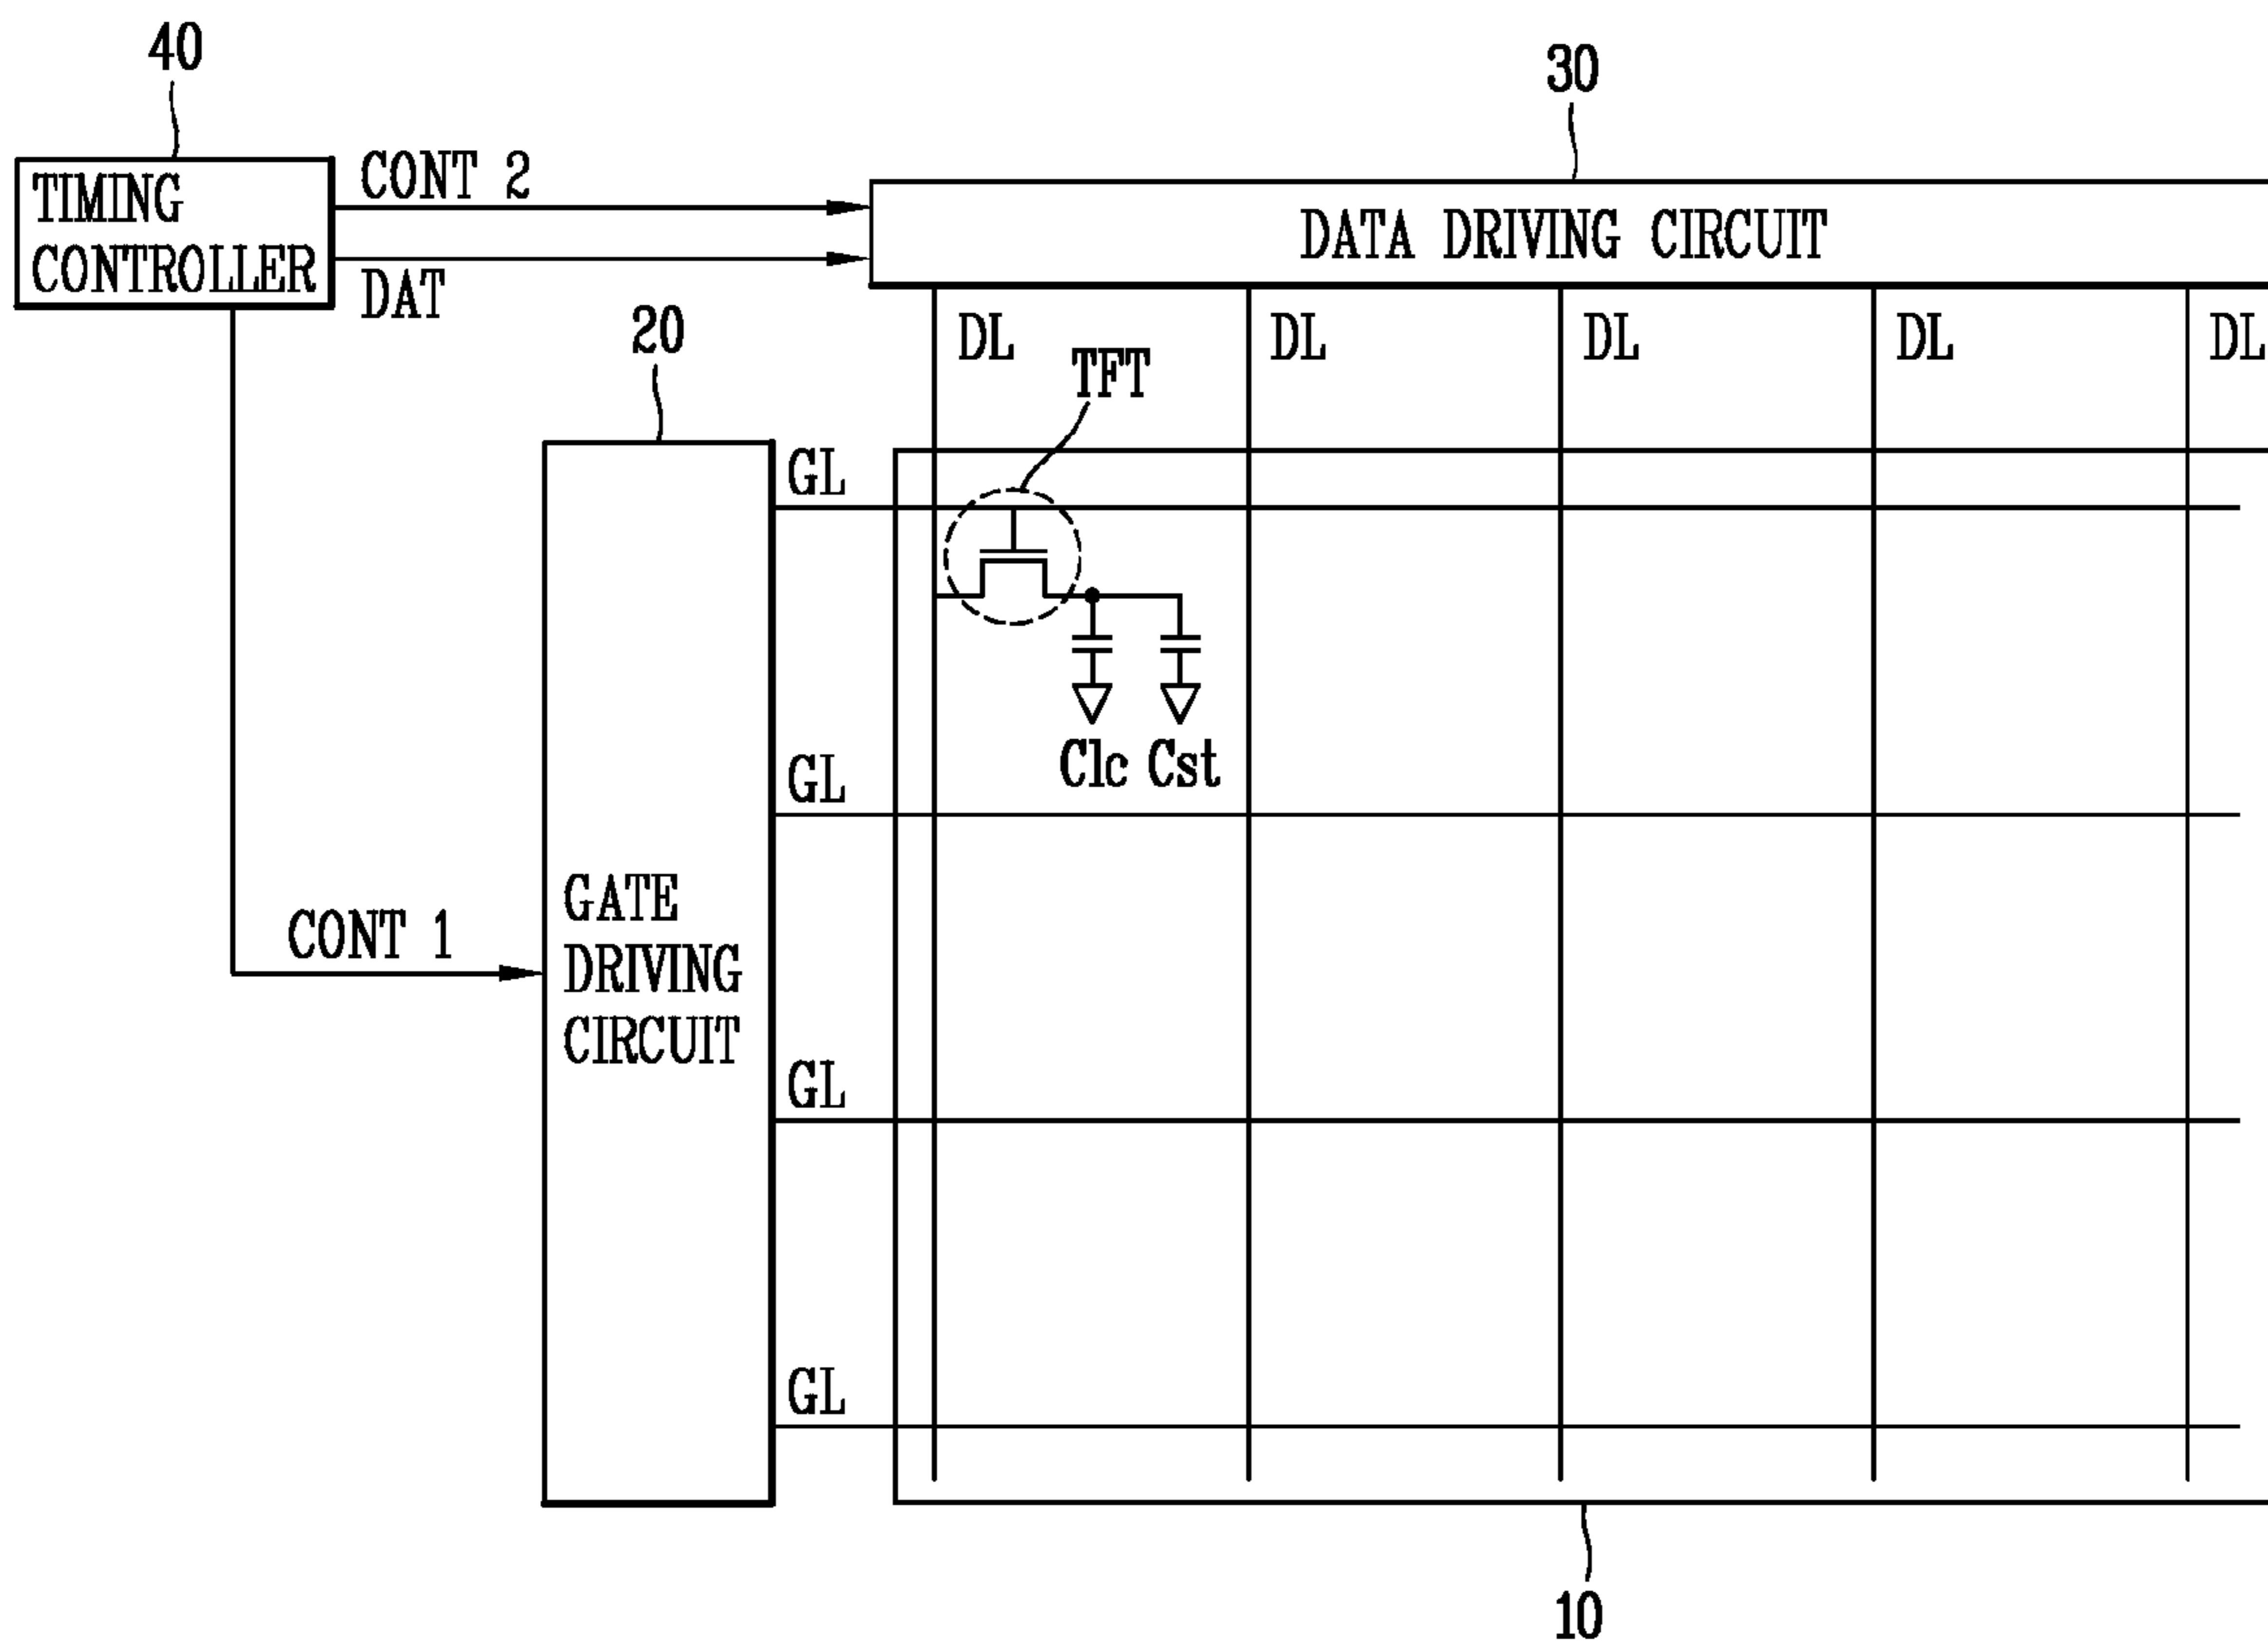 40
30
TIMING
CONTROLLER
CONT 2
DAT
DATA DRIVING CIRCUIT
20
DL
DL
DL
DL
DL
TFT
GL
Clc Cst
GL
GATE
DRIVING
CIRCUIT
CONT 1
GL
GL
10